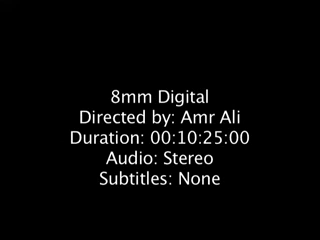 8mm Digital
Directed by: Amr Ali
Duration: 00:10:25:00
Audio: Stereo
Subtitles: None